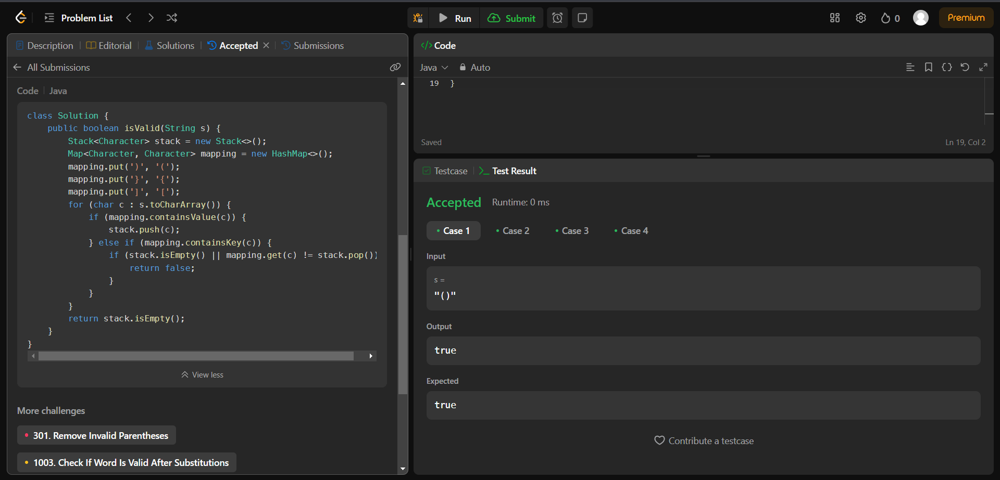 Problem List
Run
Submit
0
Premium
Description
Editorial
Solutions
Accepted
Submissions
All Submissions
Code
Java
class Solution {
    public boolean isValid(String s) {
        Stack<Character> stack = new Stack<>();
        Map<Character, Character> mapping = new HashMap<>();
        mapping.put(')', '(');
        mapping.put('}', '{');
        mapping.put(']', '[');
        for (char c : s.toCharArray()) {
            if (mapping.containsValue(c)) {
                stack.push(c);
            } else if (mapping.containsKey(c)) {
                if (stack.isEmpty() || mapping.get(c) != stack.pop())
                    return false;
                }
            }
        }
        return stack.isEmpty();
    }
}
View less
More challenges
301. Remove Invalid Parentheses
1003. Check If Word Is Valid After Substitutions
</> Code
Java
Auto
19 }
Saved
Ln 19, Col 2
Testcase
Test Result
Accepted
Runtime: 0 ms
Case 1
Case 2
Case 3
Case 4
Input
s =
"()"
Output
true
Expected
true
Contribute a testcase